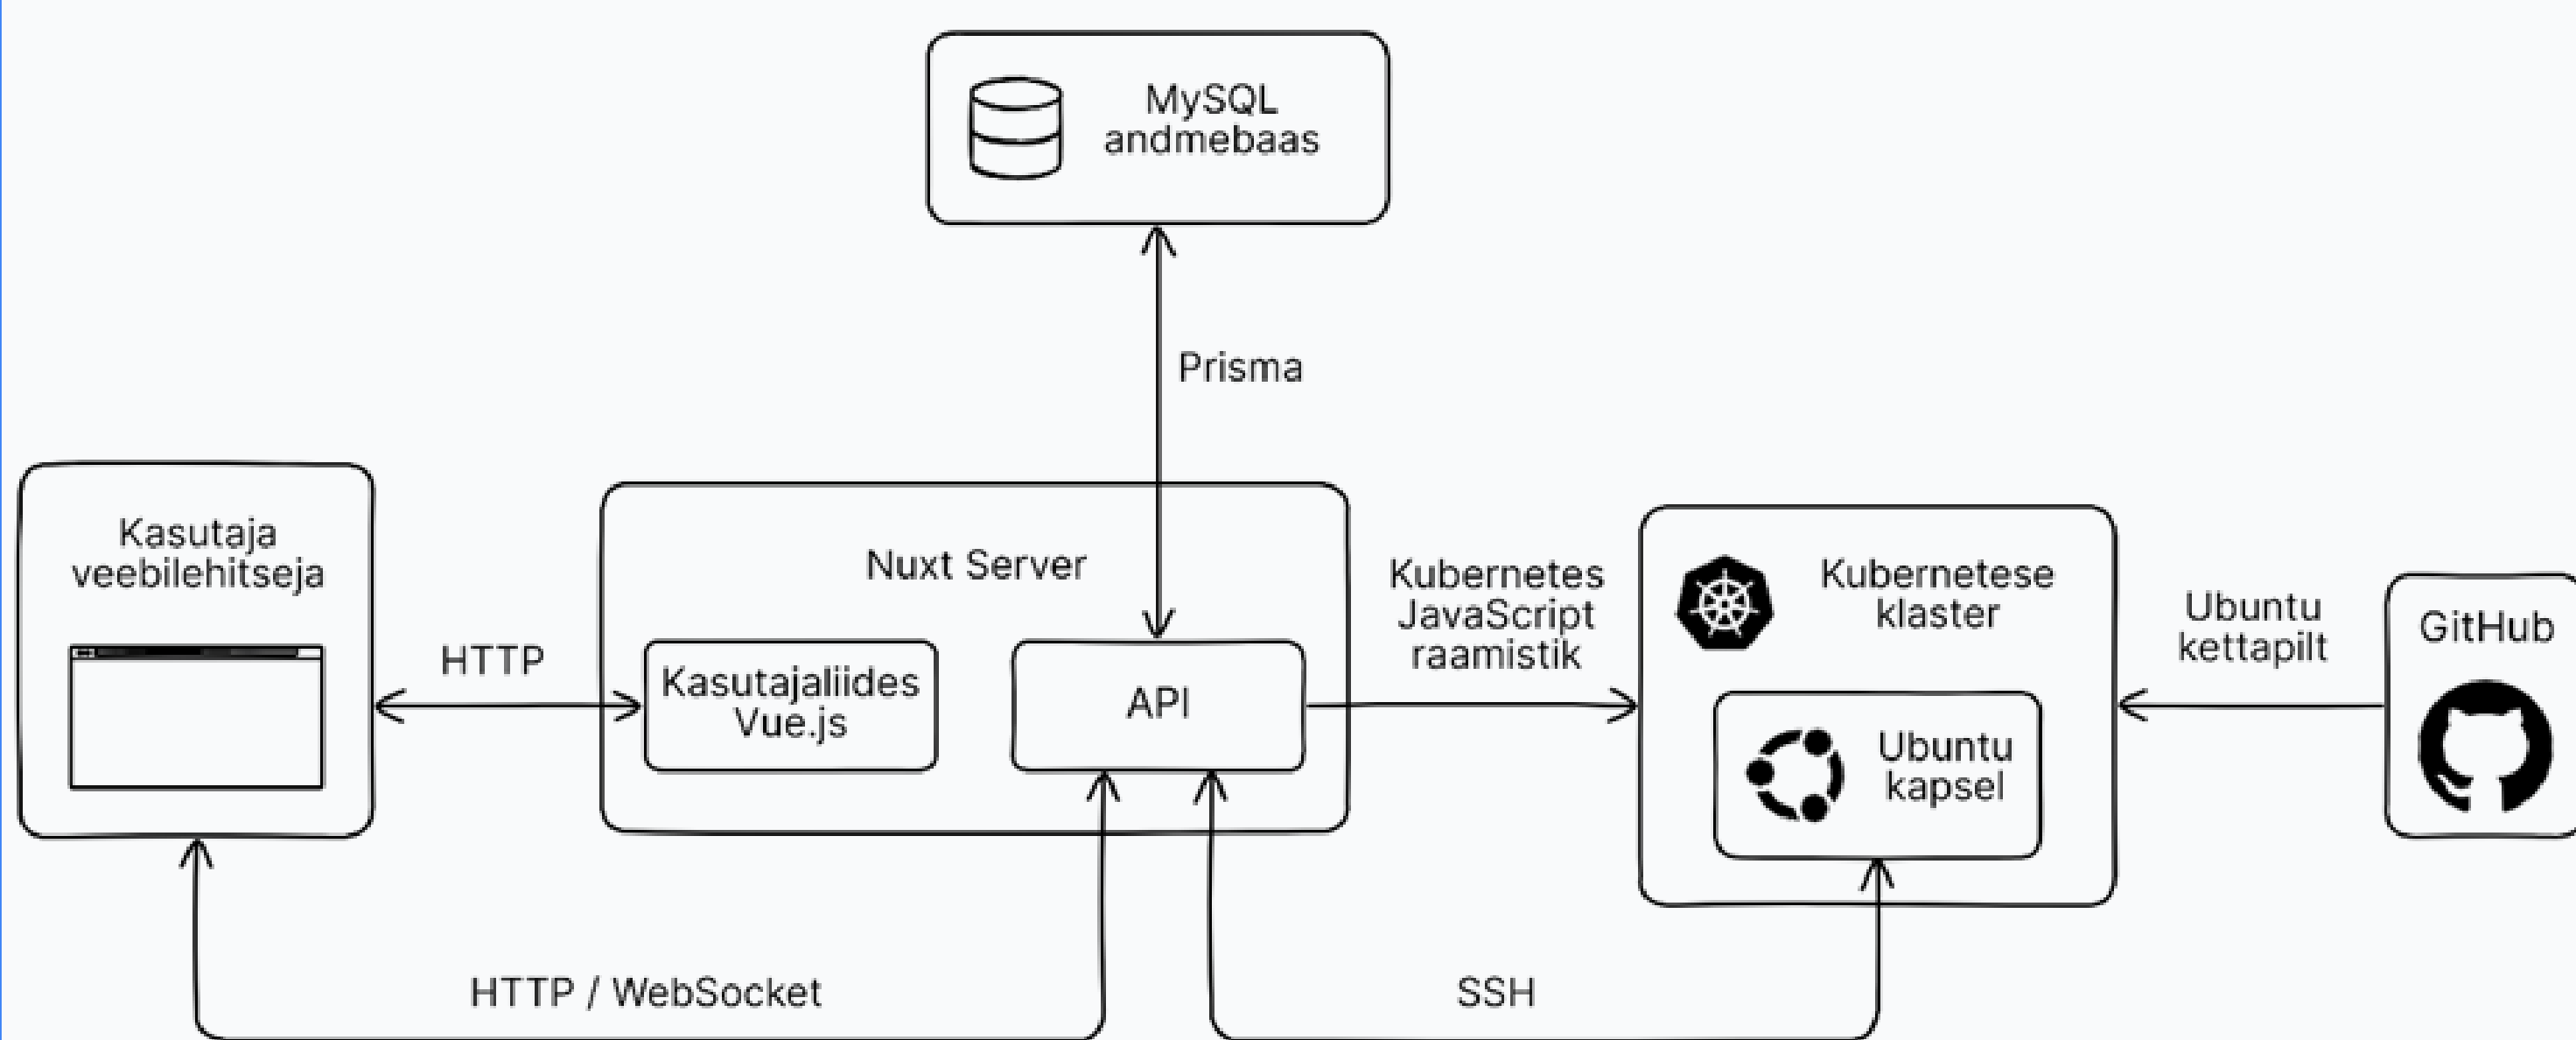 MySQL
andmebaas
Prisma
Kasutaja
veebilehitseja
HTTP
Nuxt Server
Kasutajaliides
Vue.js
API
Kubernetes
JavaScript
raamistik
Kubernetese
klaster
Ubuntu
kapsel
Ubuntu
kettapilt
GitHub
HTTP / WebSocket
SSH